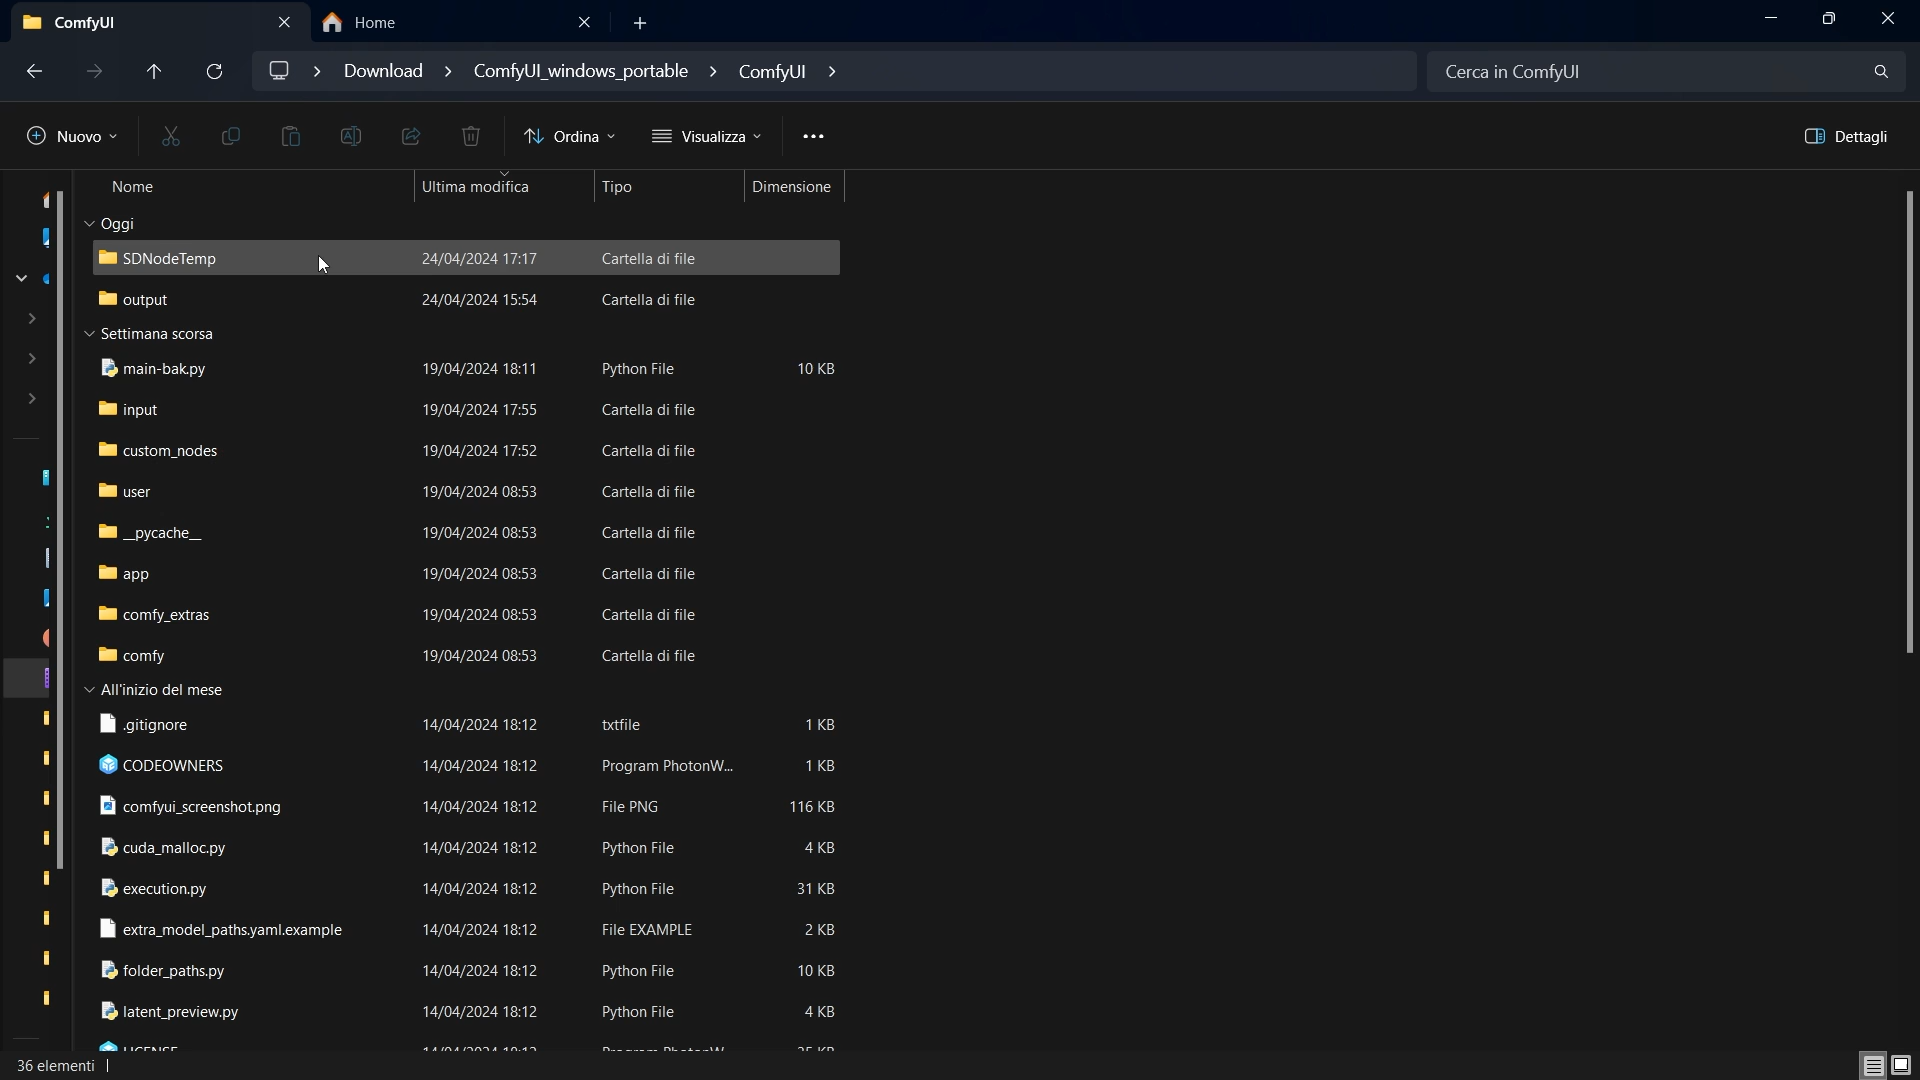 ComfyUI
Home
Download
ComfyUI_windows_portable
ComfyUI
Cerca in ComfyUI
Nuovo
Ordina
Visualizza
Dettagli
Nome Ultima modifica Tipo Dimensione
Oggi
SDNodeTemp 24/04/2024 17:17 Cartella di file
output 24/04/2024 15:54 Cartella di file
Settimana scorsa
main-bak.py 19/04/2024 18:11 Python File 10 KB
input 19/04/2024 17:55 Cartella di file
custom_nodes 19/04/2024 17:52 Cartella di file
user 19/04/2024 08:53 Cartella di file
__pycache__ 19/04/2024 08:53 Cartella di file
app 19/04/2024 08:53 Cartella di file
comfy_extras 19/04/2024 08:53 Cartella di file
comfy 19/04/2024 08:53 Cartella di file
All'inizio del mese
.gitignore 14/04/2024 18:12 txtfile 1 KB
CODEOWNERS 14/04/2024 18:12 Program PhotonW... 1 KB
comfyui_screenshot.png 14/04/2024 18:12 File PNG 116 KB
cuda_malloc.py 14/04/2024 18:12 Python File 4 KB
execution.py 14/04/2024 18:12 Python File 31 KB
extra_model_paths.yaml.example 14/04/2024 18:12 File EXAMPLE 2 KB
folder_paths.py 14/04/2024 18:12 Python File 10 KB
latent_preview.py 14/04/2024 18:12 Python File 4 KB
36 elementi